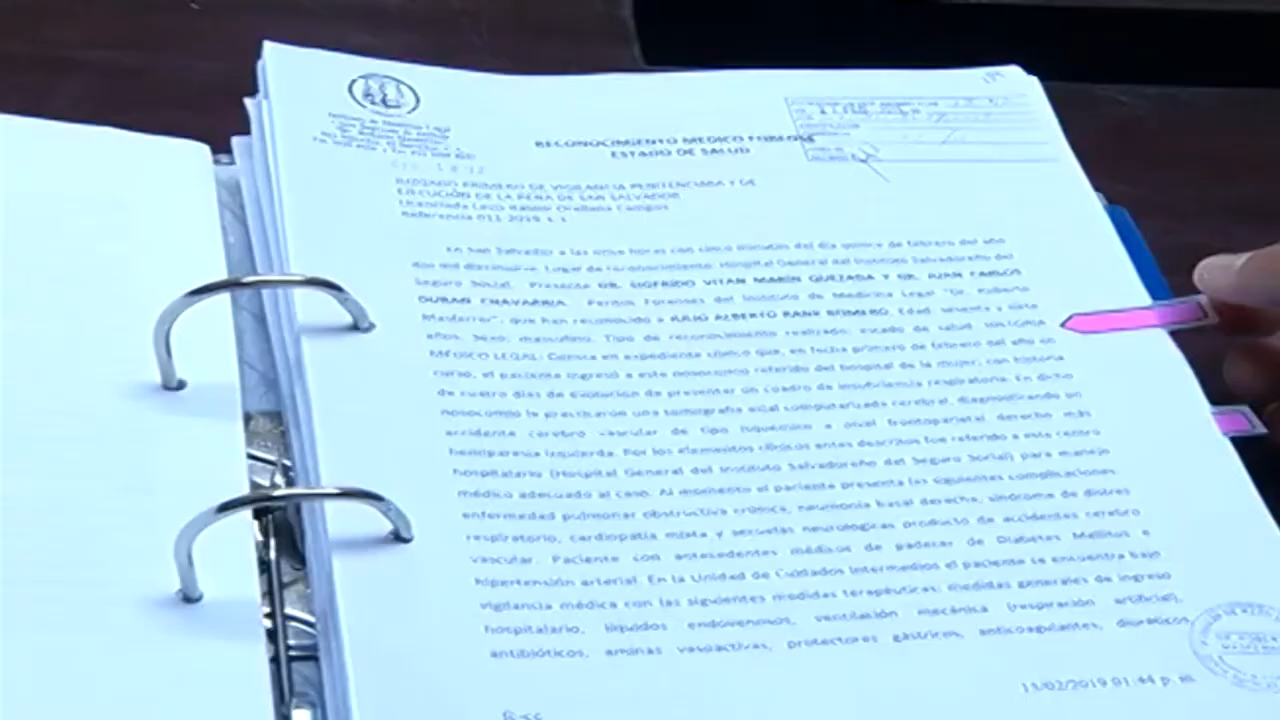 Instituto de Medicina Legal
RECONOCIMIENTO MEDICO FORENSE
ESTADO DE SALUD
JUZGADO PRIMERO DE VIGILANCIA PENITENCIARIA Y DE
EJECUCIÓN DE LA PENA DE SAN SALVADOR
Licenciada Orellana Campos
Referencia 011-2019
En San Salvador a las once horas con cinco minutos del día quince de febrero del año
dos mil diecinueve. Lugar de reconocimiento: Hospital General del Instituto Salvadoreño del
Seguro Social. Presente DR. SIGFRIDO VITAN MARÍN QUEZADA Y DR. JUAN CARLOS
DURAN CHAVARRIA. Peritos Forenses del Instituto de Medicina Legal "Dr. Roberto
Masferrer", que han reconocido a JULIO ALBERTO RANK ROMERO. Edad: setenta y siete
años. Sexo: masculino. Tipo de reconocimiento realizado: estado de salud. HISTORIA
MEDICO LEGAL: Consta en expediente clínico que, en fecha primero de febrero del año en
curso, el paciente ingresó a este nosocomio referido del hospital de la mujer, con historia
de cuatro días de evolución de presentar un cuadro de insuficiencia respiratoria. En dicho
nosocomio le practicaron una tomografía axial computarizada cerebral, diagnosticando un
accidente cerebro vascular de tipo isquémico a nivel frontoparietal derecho más
hemiparesia izquierda. Por los elementos clínicos antes descritos fue referido a este centro
hospitalario (Hospital General del Instituto Salvadoreño del Seguro Social) para manejo
médico adecuado al caso. Al momento el paciente presenta las siguientes complicaciones:
enfermedad pulmonar obstructiva crónica, neumonía basal derecha, síndrome de distres
respiratorio, cardiopatía mixta y secuelas neurológicas producto de accidentes cerebro
vascular. Paciente con antecedentes médicos de padecer de Diabetes Mellitus e
hipertensión arterial. En la Unidad de Cuidados Intermedios el paciente se encuentra bajo
vigilancia médica con las siguientes medidas terapéuticas: medidas generales de ingreso
hospitalario, líquidos endovenosos, ventilación mecánica (respiración artificial),
antibióticos, aminas vasoactivas, protectores gástricos, anticoagulantes, diuréticos
01:44 p. m.